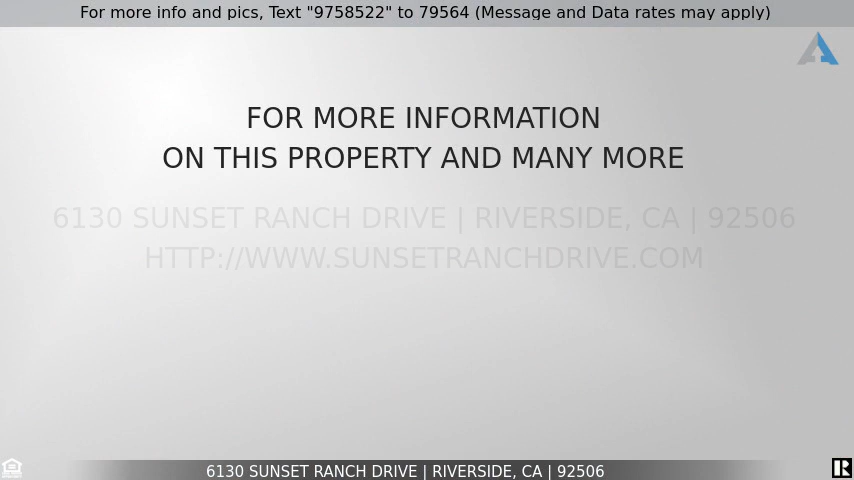 For more info and pics, Text "9758522" to 79564 (Message and Data rates may apply)
FOR MORE INFORMATION
ON THIS PROPERTY AND MANY MORE
6130 SUNSET RANCH DRIVE | RIVERSIDE, CA | 92506
HTTP://WWW.SUNSETRANCHDRIVE.COM
6130 SUNSET RANCH DRIVE | RIVERSIDE, CA | 92506